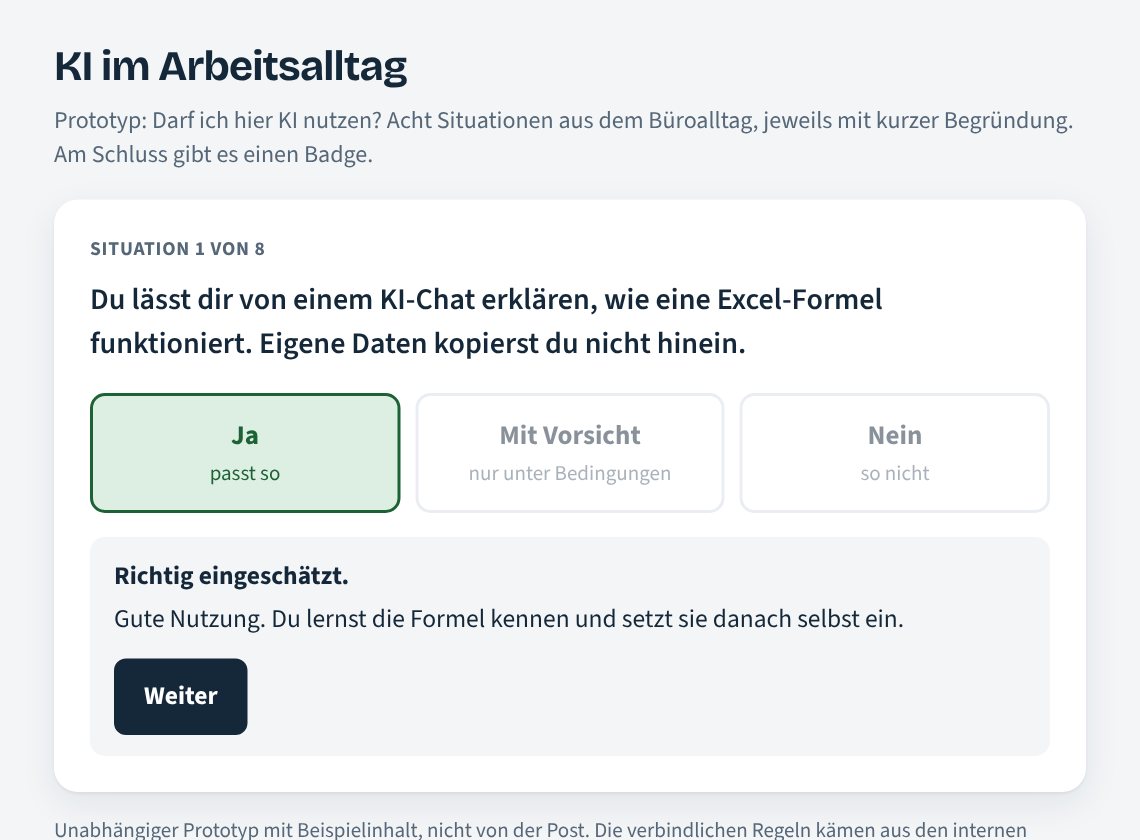 KI im Arbeitsalltag
Prototyp: Darf ich hier KI nutzen? Acht Situationen aus dem Büroalltag, jeweils mit kurzer Begründung.
Am Schluss gibt es einen Badge.
SITUATION 1 VON 8
Du lässt dir von einem KI-Chat erklären, wie eine Excel-Formel
funktioniert. Eigene Daten kopierst du nicht hinein.
Ja
passt so
Mit Vorsicht
nur unter Bedingungen
Nein
so nicht
Richtig eingeschätzt.
Gute Nutzung. Du lernst die Formel kennen und setzt sie danach selbst ein.
Weiter
Unabhängiger Prototyp mit Beispielinhalt, nicht von der Post. Die verbindlichen Regeln kämen aus den internen